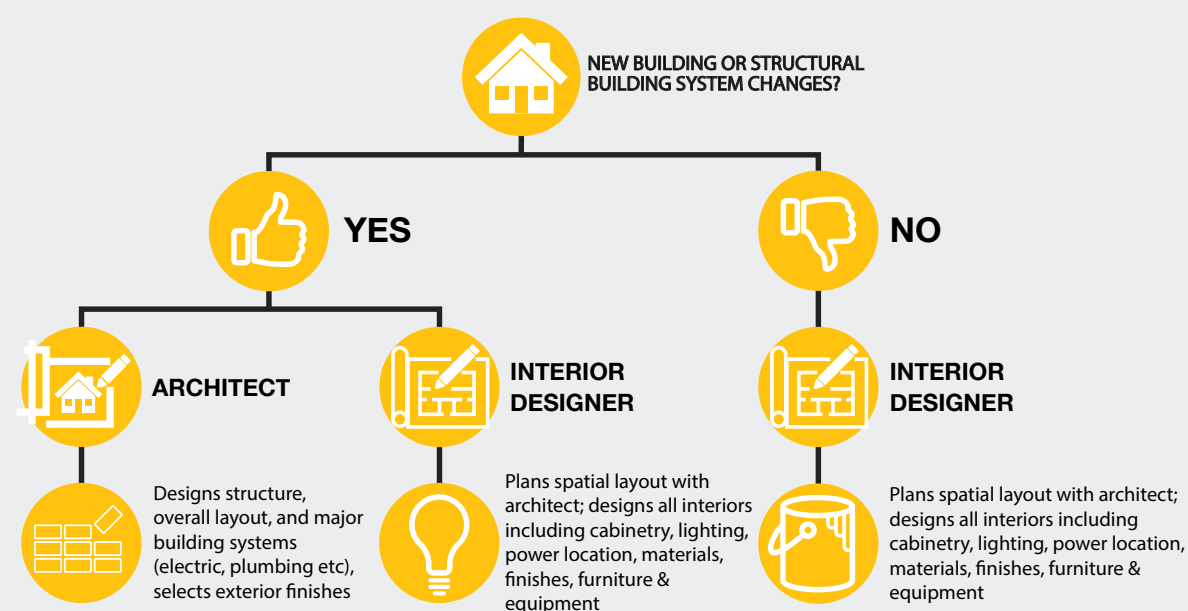 NEW BUILDING OR STRUCTURAL
BUILDING SYSTEM CHANGES?
YES
NO
ARCHITECT
INTERIOR
DESIGNER
INTERIOR
DESIGNER
Designs structure,
overall layout, and major
building systems
(electric, plumbing etc),
selects exterior finishes
Plans spatial layout with
architect; designs all interiors
including cabinetry, lighting,
power location, materials,
finishes, furniture &
equipment
Plans spatial layout with architect;
designs all interiors including
cabinetry, lighting, power location,
materials, finishes, furniture &
equipment